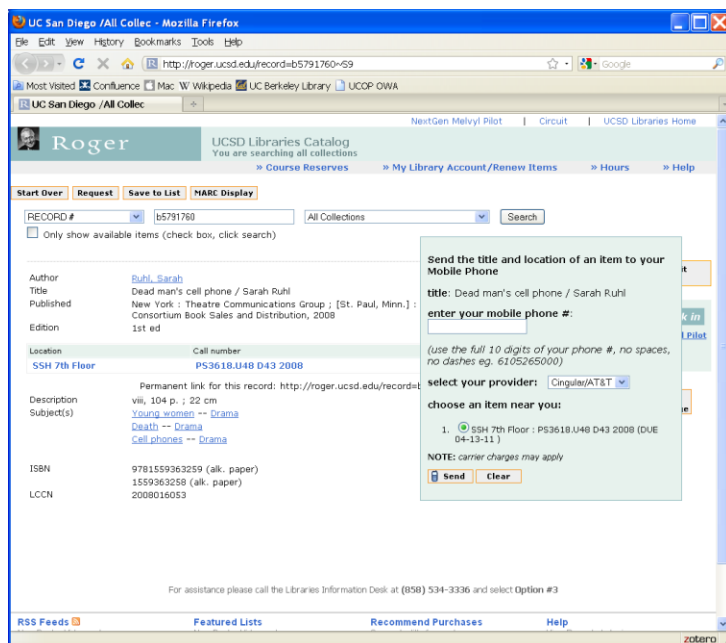 UC San Diego /All Collec - Mozilla Firefox
File Edit View History Bookmarks Tools Help
http://roger.ucsd.edu/record=b5791760~S9
Google
Most Visited Confluence Mac W Wikipedia UC Berkeley Library UCOP OWA
UC San Diego /All Collec
NextGen Melvyl Pilot | Circuit | UCSD Libraries Home
Roger
UCSD Libraries Catalog
You are searching all collections
» Course Reserves » My Library Account/Renew Items » Hours » Help
Start Over Request Save to List MARC Display
RECORD # b5791760 All Collections Search
Only show available items (check box, click search)
Author Ruhl, Sarah
Title Dead man's cell phone / Sarah Ruhl
Published New York : Theatre Communications Group ; [St. Paul, Minn.] :
Consortium Book Sales and Distribution, 2008
Edition 1st ed
Location Call number
SSH 7th Floor PS3618.U48 D43 2008
Permanent link for this record: http://roger.ucsd.edu/record=b
Description viii, 104 p. ; 22 cm
Subject(s) Young women -- Drama
Death -- Drama
Cell phones -- Drama
ISBN 9781559363259 (alk. paper)
1559363258 (alk. paper)
LCCN 2008016053
Send the title and location of an item to your
Mobile Phone
title: Dead man's cell phone / Sarah Ruhl
enter your mobile phone #:
(use the full 10 digits of your phone #, no spaces,
no dashes eg. 6105265000)
select your provider: Cingular/AT&T
choose an item near you:
1. SSH 7th Floor : PS3618.U48 D43 2008 (DUE
04-13-11 )
NOTE: carrier charges may apply
Send Clear
k in
Pilot
For assistance please call the Libraries Information Desk at (858) 534-3336 and select Option #3
RSS Feeds Featured Lists Recommend Purchases Help
zotero